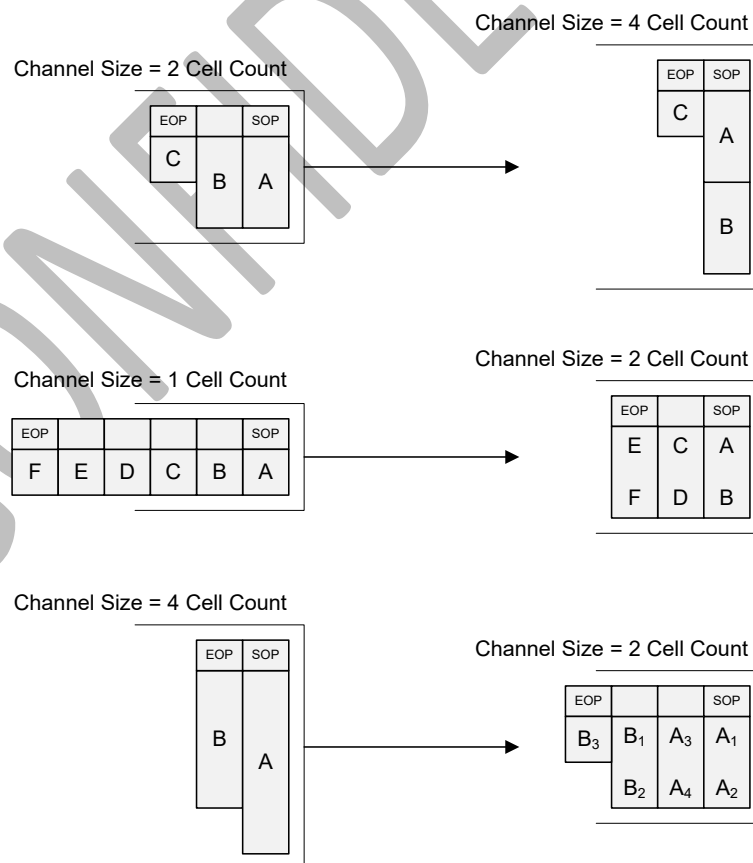 Channel Size = 4 Cell Count
Channel Size = 2 Cell Count
EOP SOP
C
A
B
EOP SOP
C
B A
Channel Size = 2 Cell Count
Channel Size = 1 Cell Count
EOP SOP
E C A
F D B
EOP SOP
F E D C B A
Channel Size = 4 Cell Count
Channel Size = 2 Cell Count
EOP SOP
B
A
EOP SOP
B₃ B₁ A₃ A₁
B₂ A₄ A₂